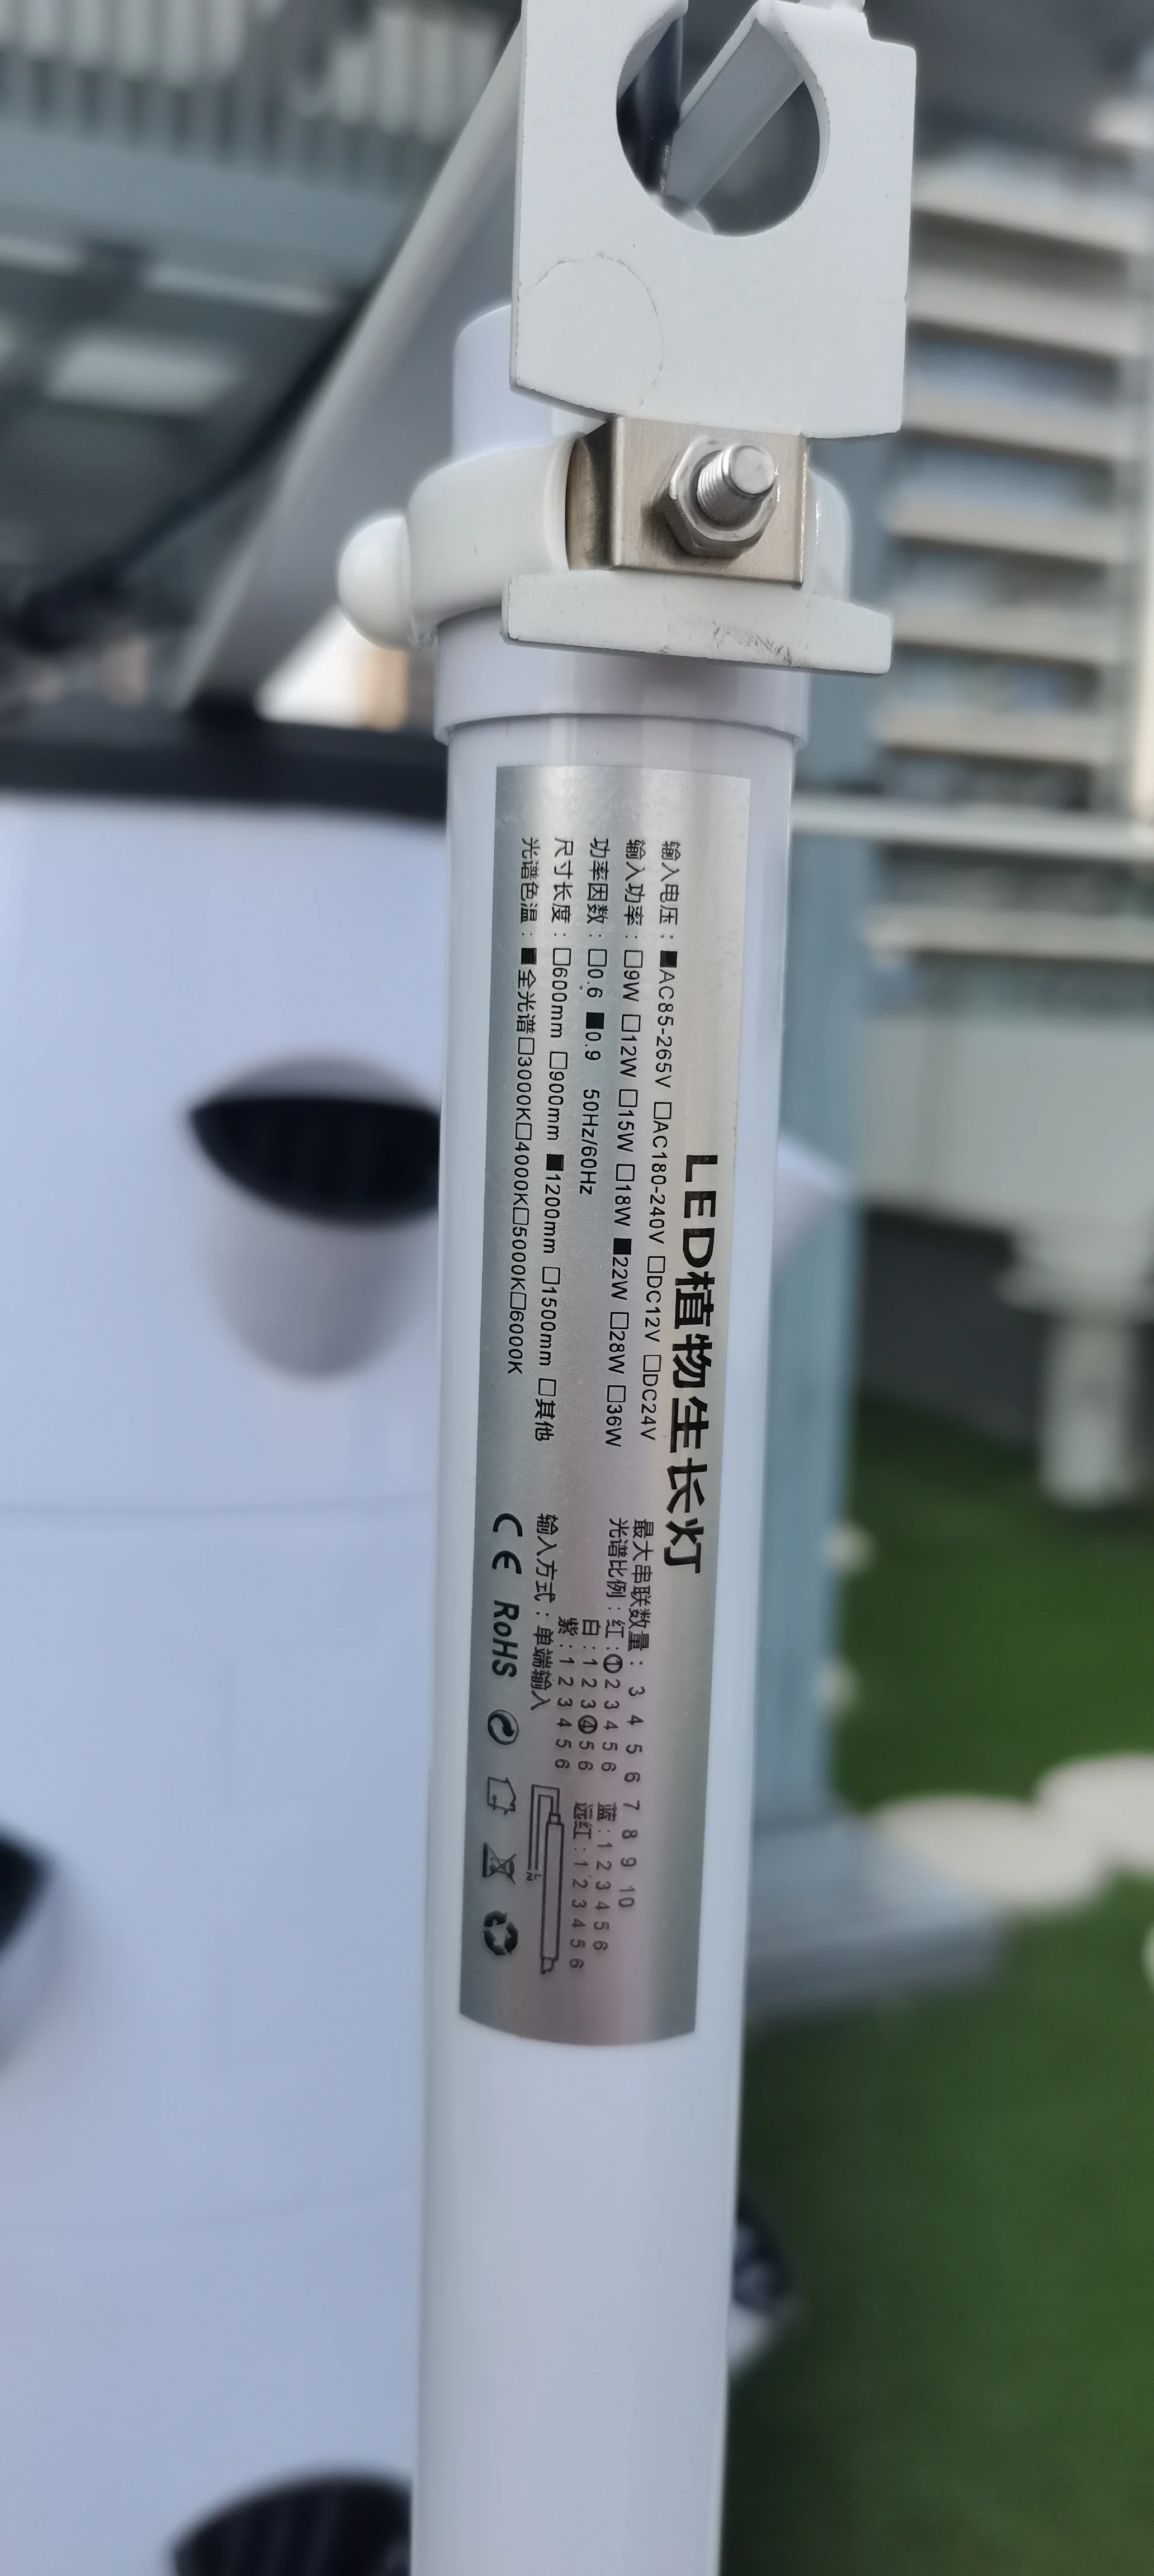 LED植物生长灯
输入电压：■AC85-265V □AC180-240V □DC12V □DC24V
输入功率：□9W □12W □15W □18W ■22W □28W □36W
功率因数：□0.6 ■0.9 50Hz/60Hz
尺寸长度：□600mm □900mm ■1200mm □1500mm □其他
光谱色温：■全光谱□3000K□4000K□5000K□6000K
最大串联数量： 3 4 5 6 7 8 9 10
光谱比例：红：①2 3 4 5 6 蓝：1 2 3 4 5 6
白：1 2 3④5 6 远红：1 2 3 4 5 6
紫：1 2 3 4 5 6
输入方式：单端输入
CE RoHS